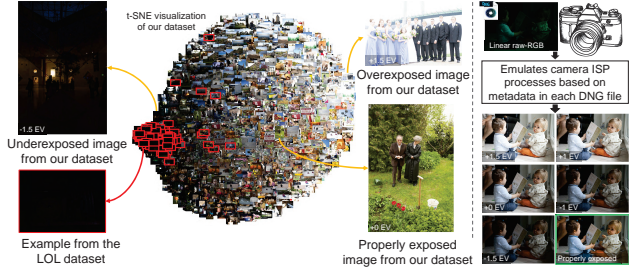 t-SNE visualization
of our dataset
-1.5 EV
Underexposed image
from our dataset
Example from the
LOL dataset
+1.5 EV
Overexposed image
from our dataset
+0 EV
Properly exposed
image from our dataset
Linear raw-RGB
Emulates camera ISP
processes based on
metadata in each DNG file
+1.5 EV
+1 EV
+0 EV
-1 EV
-1.5 EV
Properly exposed